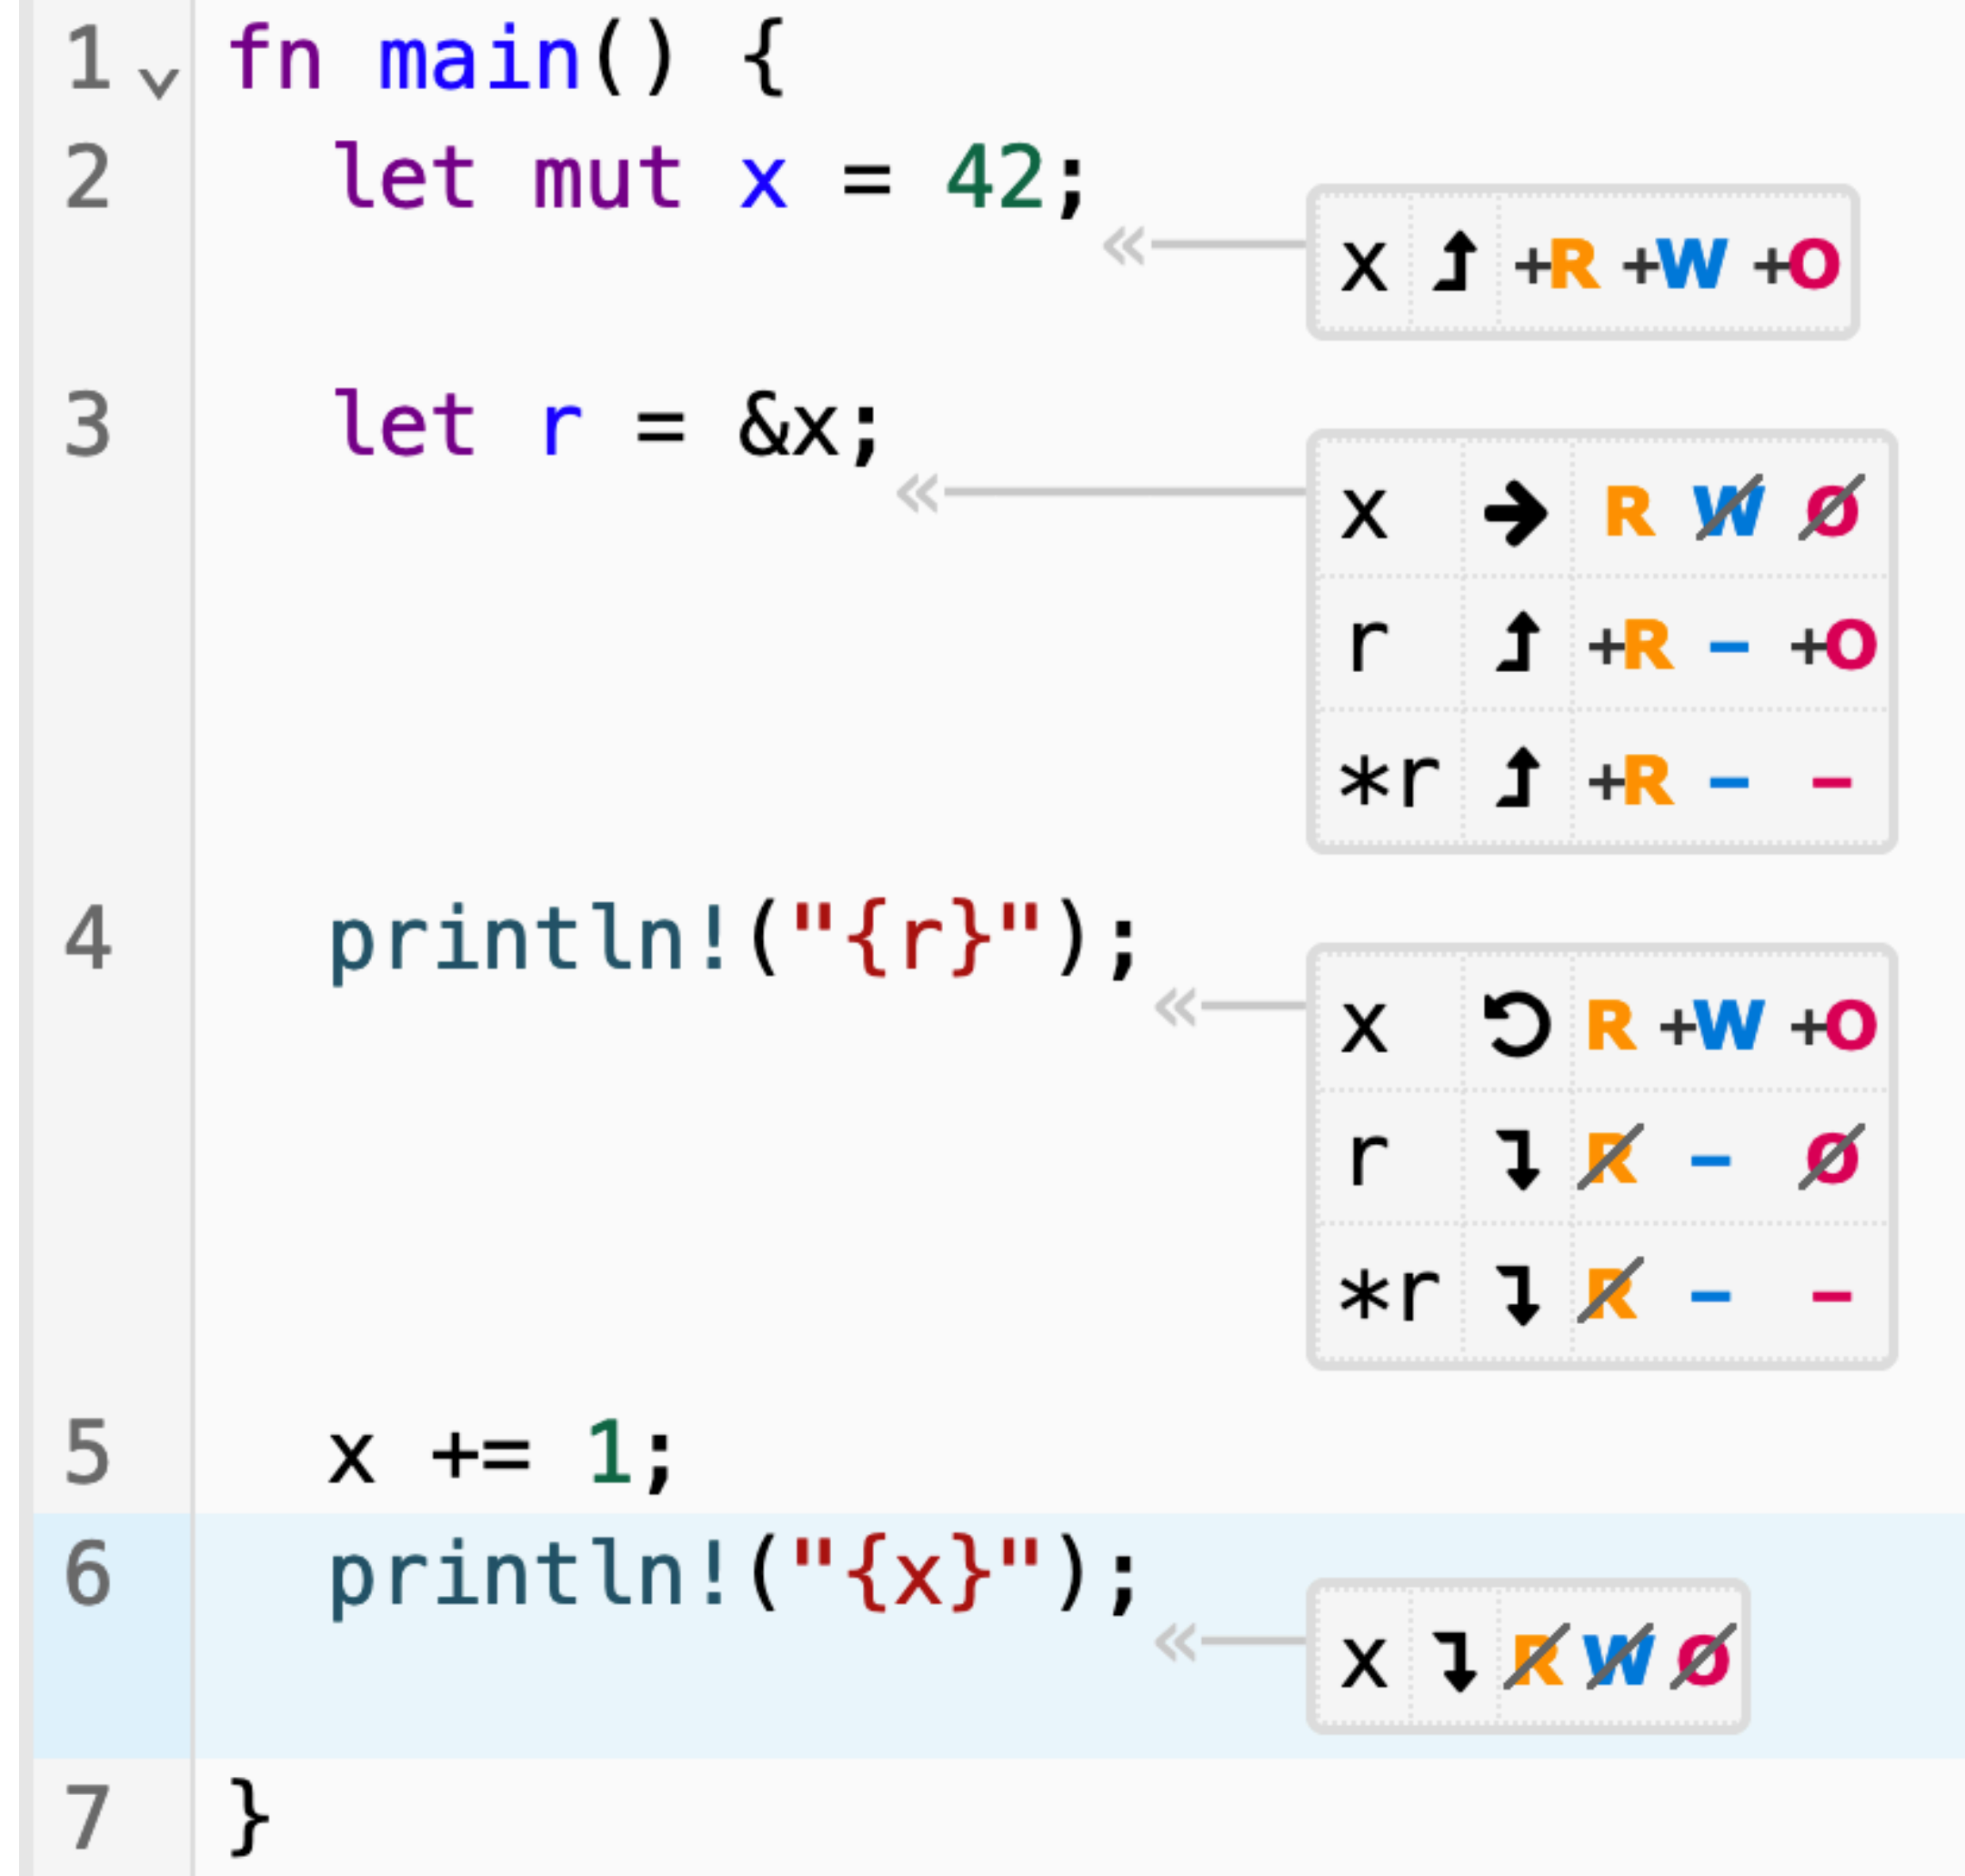 1 fn main() {
2 let mut x = 42;
x +R +W +O
3 let r = &x;
x R W O
r +R - +O
*r +R - -
4 println!("{r}");
x R +W +O
r R - O
*r R - -
5 x += 1;
6 println!("{x}");
x R W O
7 }